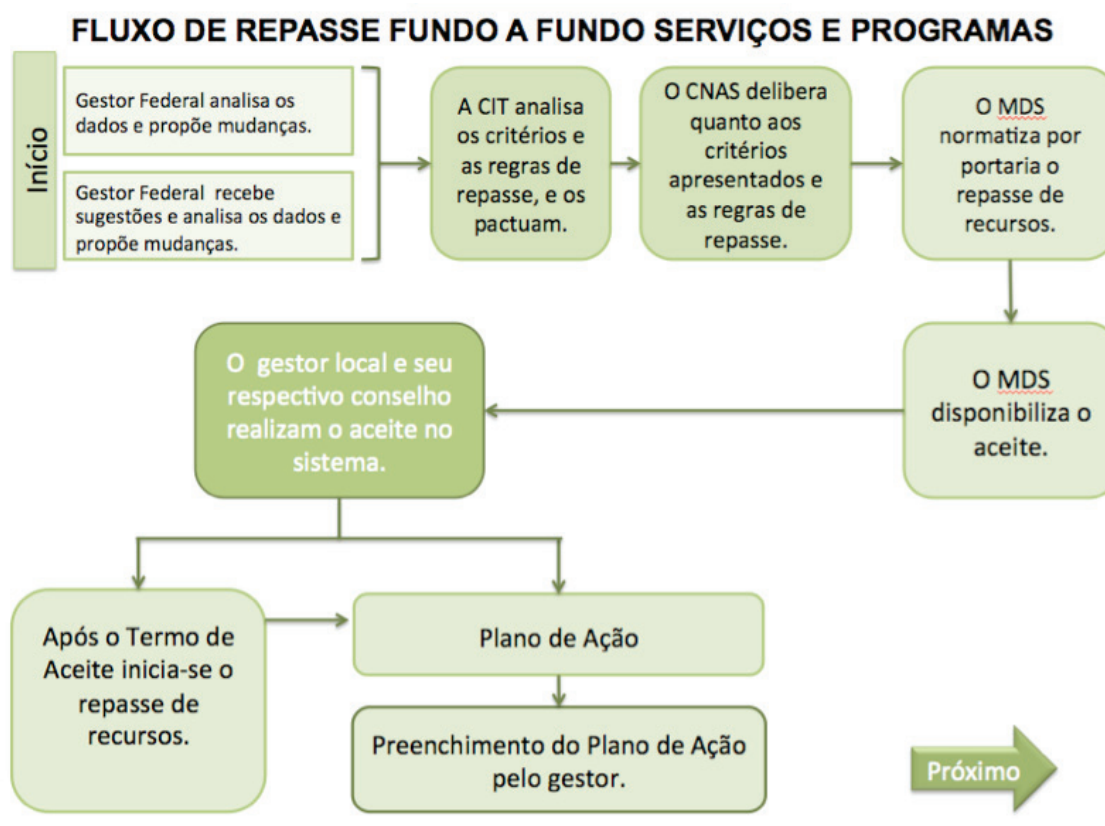 FLUXO DE REPASSE FUNDO A FUNDO SERVIÇOS E PROGRAMAS
Início
Gestor Federal analisa os
dados e propõe mudanças.
Gestor Federal recebe
sugestões e analisa os dados e
propõe mudanças.
A CIT analisa
os critérios e
as regras de
repasse, e os
pactuam.
O CNAS delibera
quanto aos
critérios
apresentados e
as regras de
repasse.
O MDS
normatiza por
portaria o
repasse de
recursos.
O MDS
disponibiliza o
aceite.
O gestor local e seu
respectivo conselho
realizam o aceite no
sistema.
Após o Termo de
Aceite inicia-se o
repasse de
recursos.
Plano de Ação
Preenchimento do Plano de Ação
pelo gestor.
Próximo